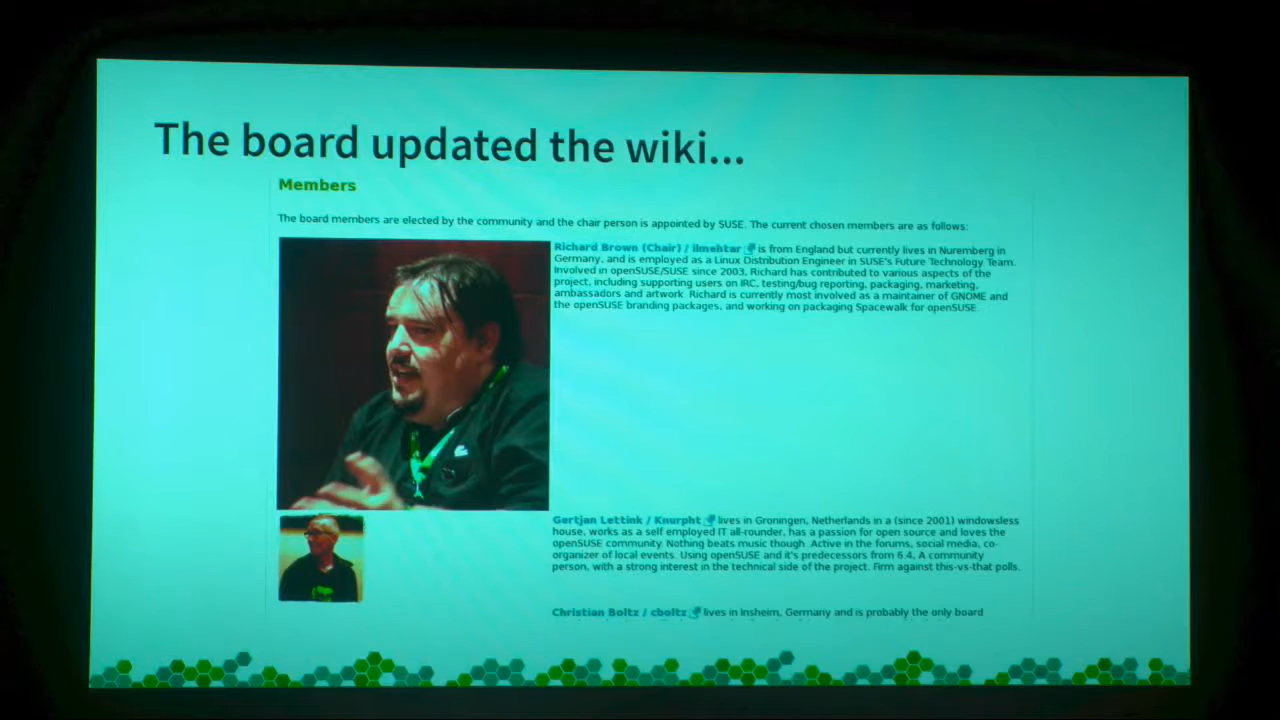 The board updated the wiki...
Members
The board members are elected by the community and the chair person is appointed by SUSE. The current chosen members are as follows:
Richard Brown (Chair) / ilmehtar is from England but currently lives in Nuremberg in
Germany, and is employed as a Linux Distribution Engineer in SUSE's Future Technology Team.
Involved in openSUSE/SUSE since 2003, Richard has contributed to various aspects of the
project, including supporting users on IRC, testing/bug reporting, packaging, marketing,
ambassadors and artwork. Richard is currently most involved as a maintainer of GNOME and
the openSUSE branding packages, and working on packaging Spacewalk for openSUSE.
Gertjan Lettink / Knurpht lives in Groningen, Netherlands in a (since 2001) windowsless
house, works as a self employed IT all-rounder, has a passion for open source and loves the
openSUSE community. Nothing beats music though. Active in the forums, social media, co-
organizer of local events. Using openSUSE and it's predecessors from 6.4. A community
person, with a strong interest in the technical side of the project. Firm against this-vs-that polls.
Christian Boltz / cboltz lives in Insheim, Germany and is probably the only board